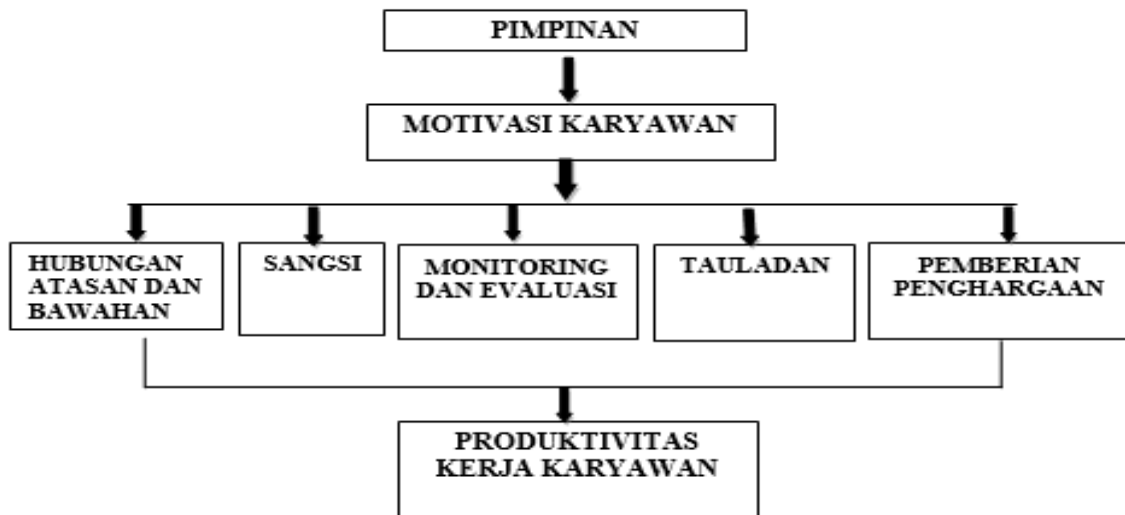 PIMPINAN
MOTIVASI KARYAWAN
HUBUNGAN
ATASAN DAN
BAWAHAN
SANGSI
MONITORING
DAN EVALUASI
TAULADAN
PEMBERIAN
PENGHARGAAN
PRODUKTIVITAS
KERJA KARYAWAN